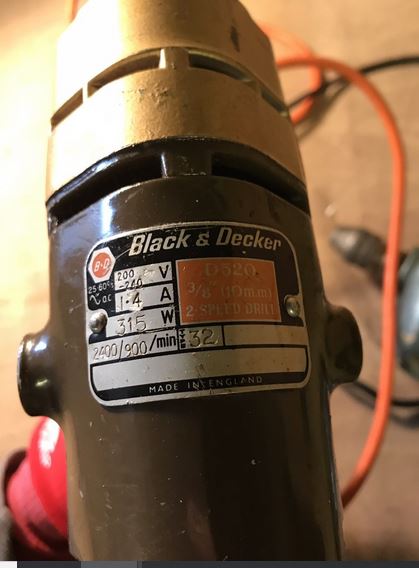 Black & Decker
B&D
25-60 c/s
a.c.
200
-240 V
1·4 A
315 W
D520
3/8" (10m.m)
2-SPEED DRILL
2400/900/min
32
MADE IN ENGLAND